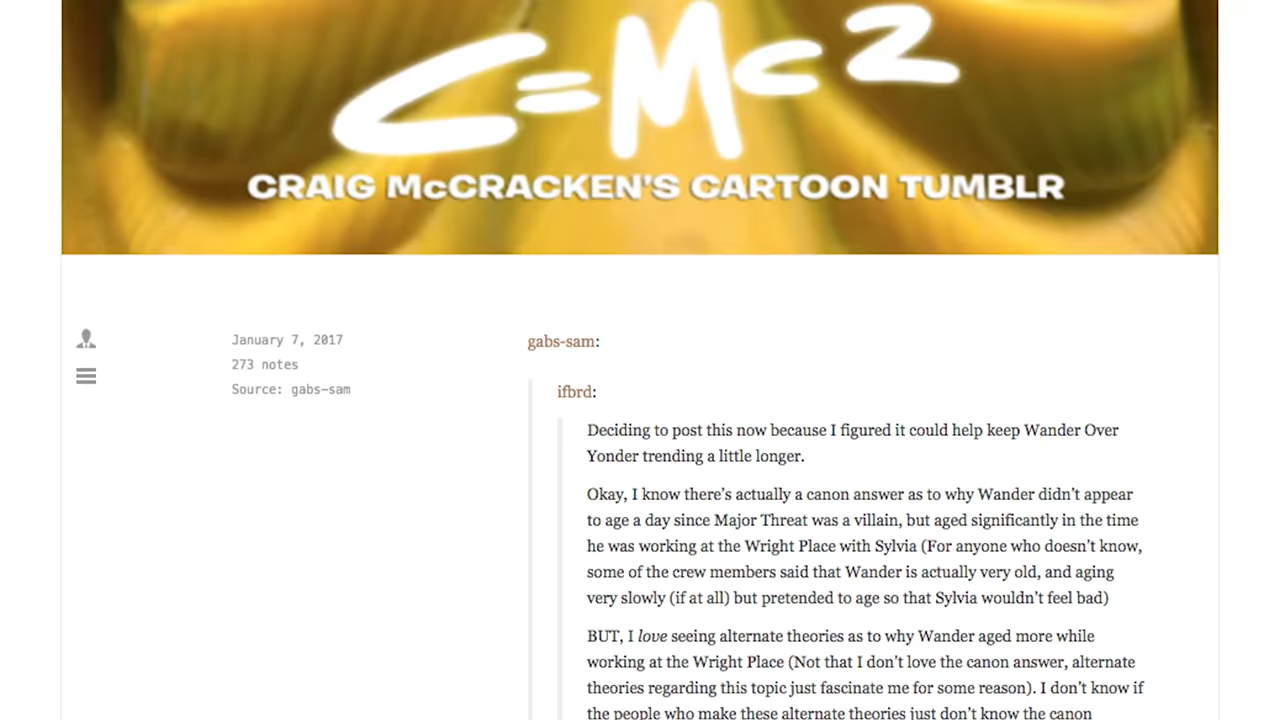 C=Mc2
CRAIG McCRACKEN'S CARTOON TUMBLR
January 7, 2017
273 notes
Source: gabs-sam
gabs-sam:
ifbrd:
Deciding to post this now because I figured it could help keep Wander Over
Yonder trending a little longer.
Okay, I know there’s actually a canon answer as to why Wander didn’t appear
to age a day since Major Threat was a villain, but aged significantly in the time
he was working at the Wright Place with Sylvia (For anyone who doesn’t know,
some of the crew members said that Wander is actually very old, and aging
very slowly (if at all) but pretended to age so that Sylvia wouldn’t feel bad)
BUT, I love seeing alternate theories as to why Wander aged more while
working at the Wright Place (Not that I don’t love the canon answer, alternate
theories regarding this topic just fascinate me for some reason). I don’t know if
the people who make these alternate theories just don’t know the canon